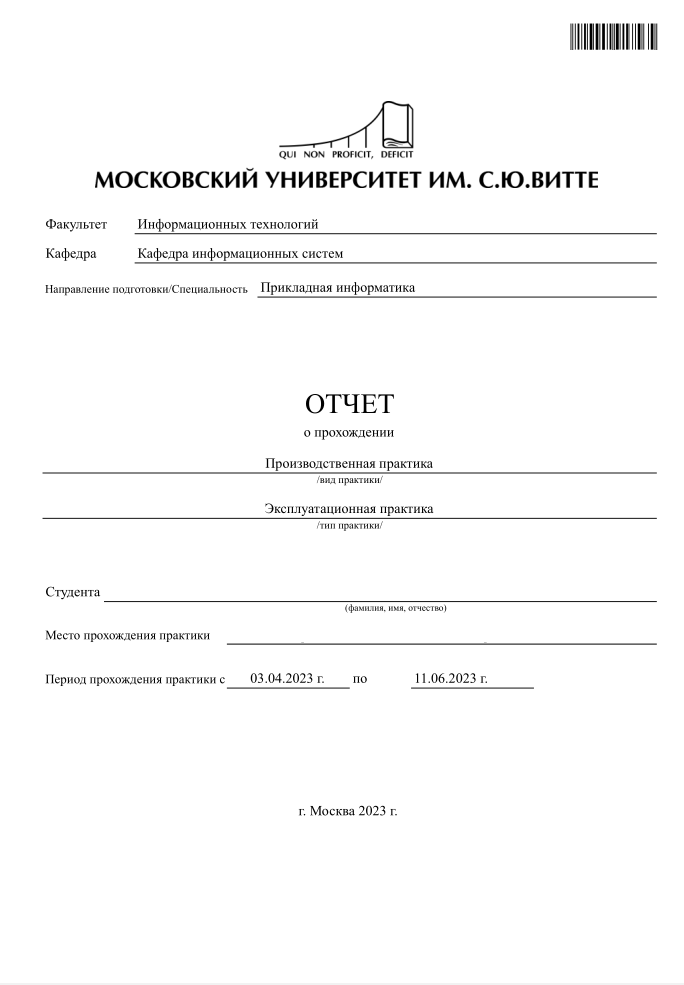 QUI NON PROFICIT, DEFICIT
МОСКОВСКИЙ УНИВЕРСИТЕТ ИМ. С.Ю.ВИТТЕ
Факультет Информационных технологий
Кафедра Кафедра информационных систем
Направление подготовки/Специальность Прикладная информатика
ОТЧЕТ
о прохождении
Производственная практика
/вид практики/
Эксплуатационная практика
/тип практики/
Студента
(фамилия, имя, отчество)
Место прохождения практики
Период прохождения практики с 03.04.2023 г. по 11.06.2023 г.
г. Москва 2023 г.